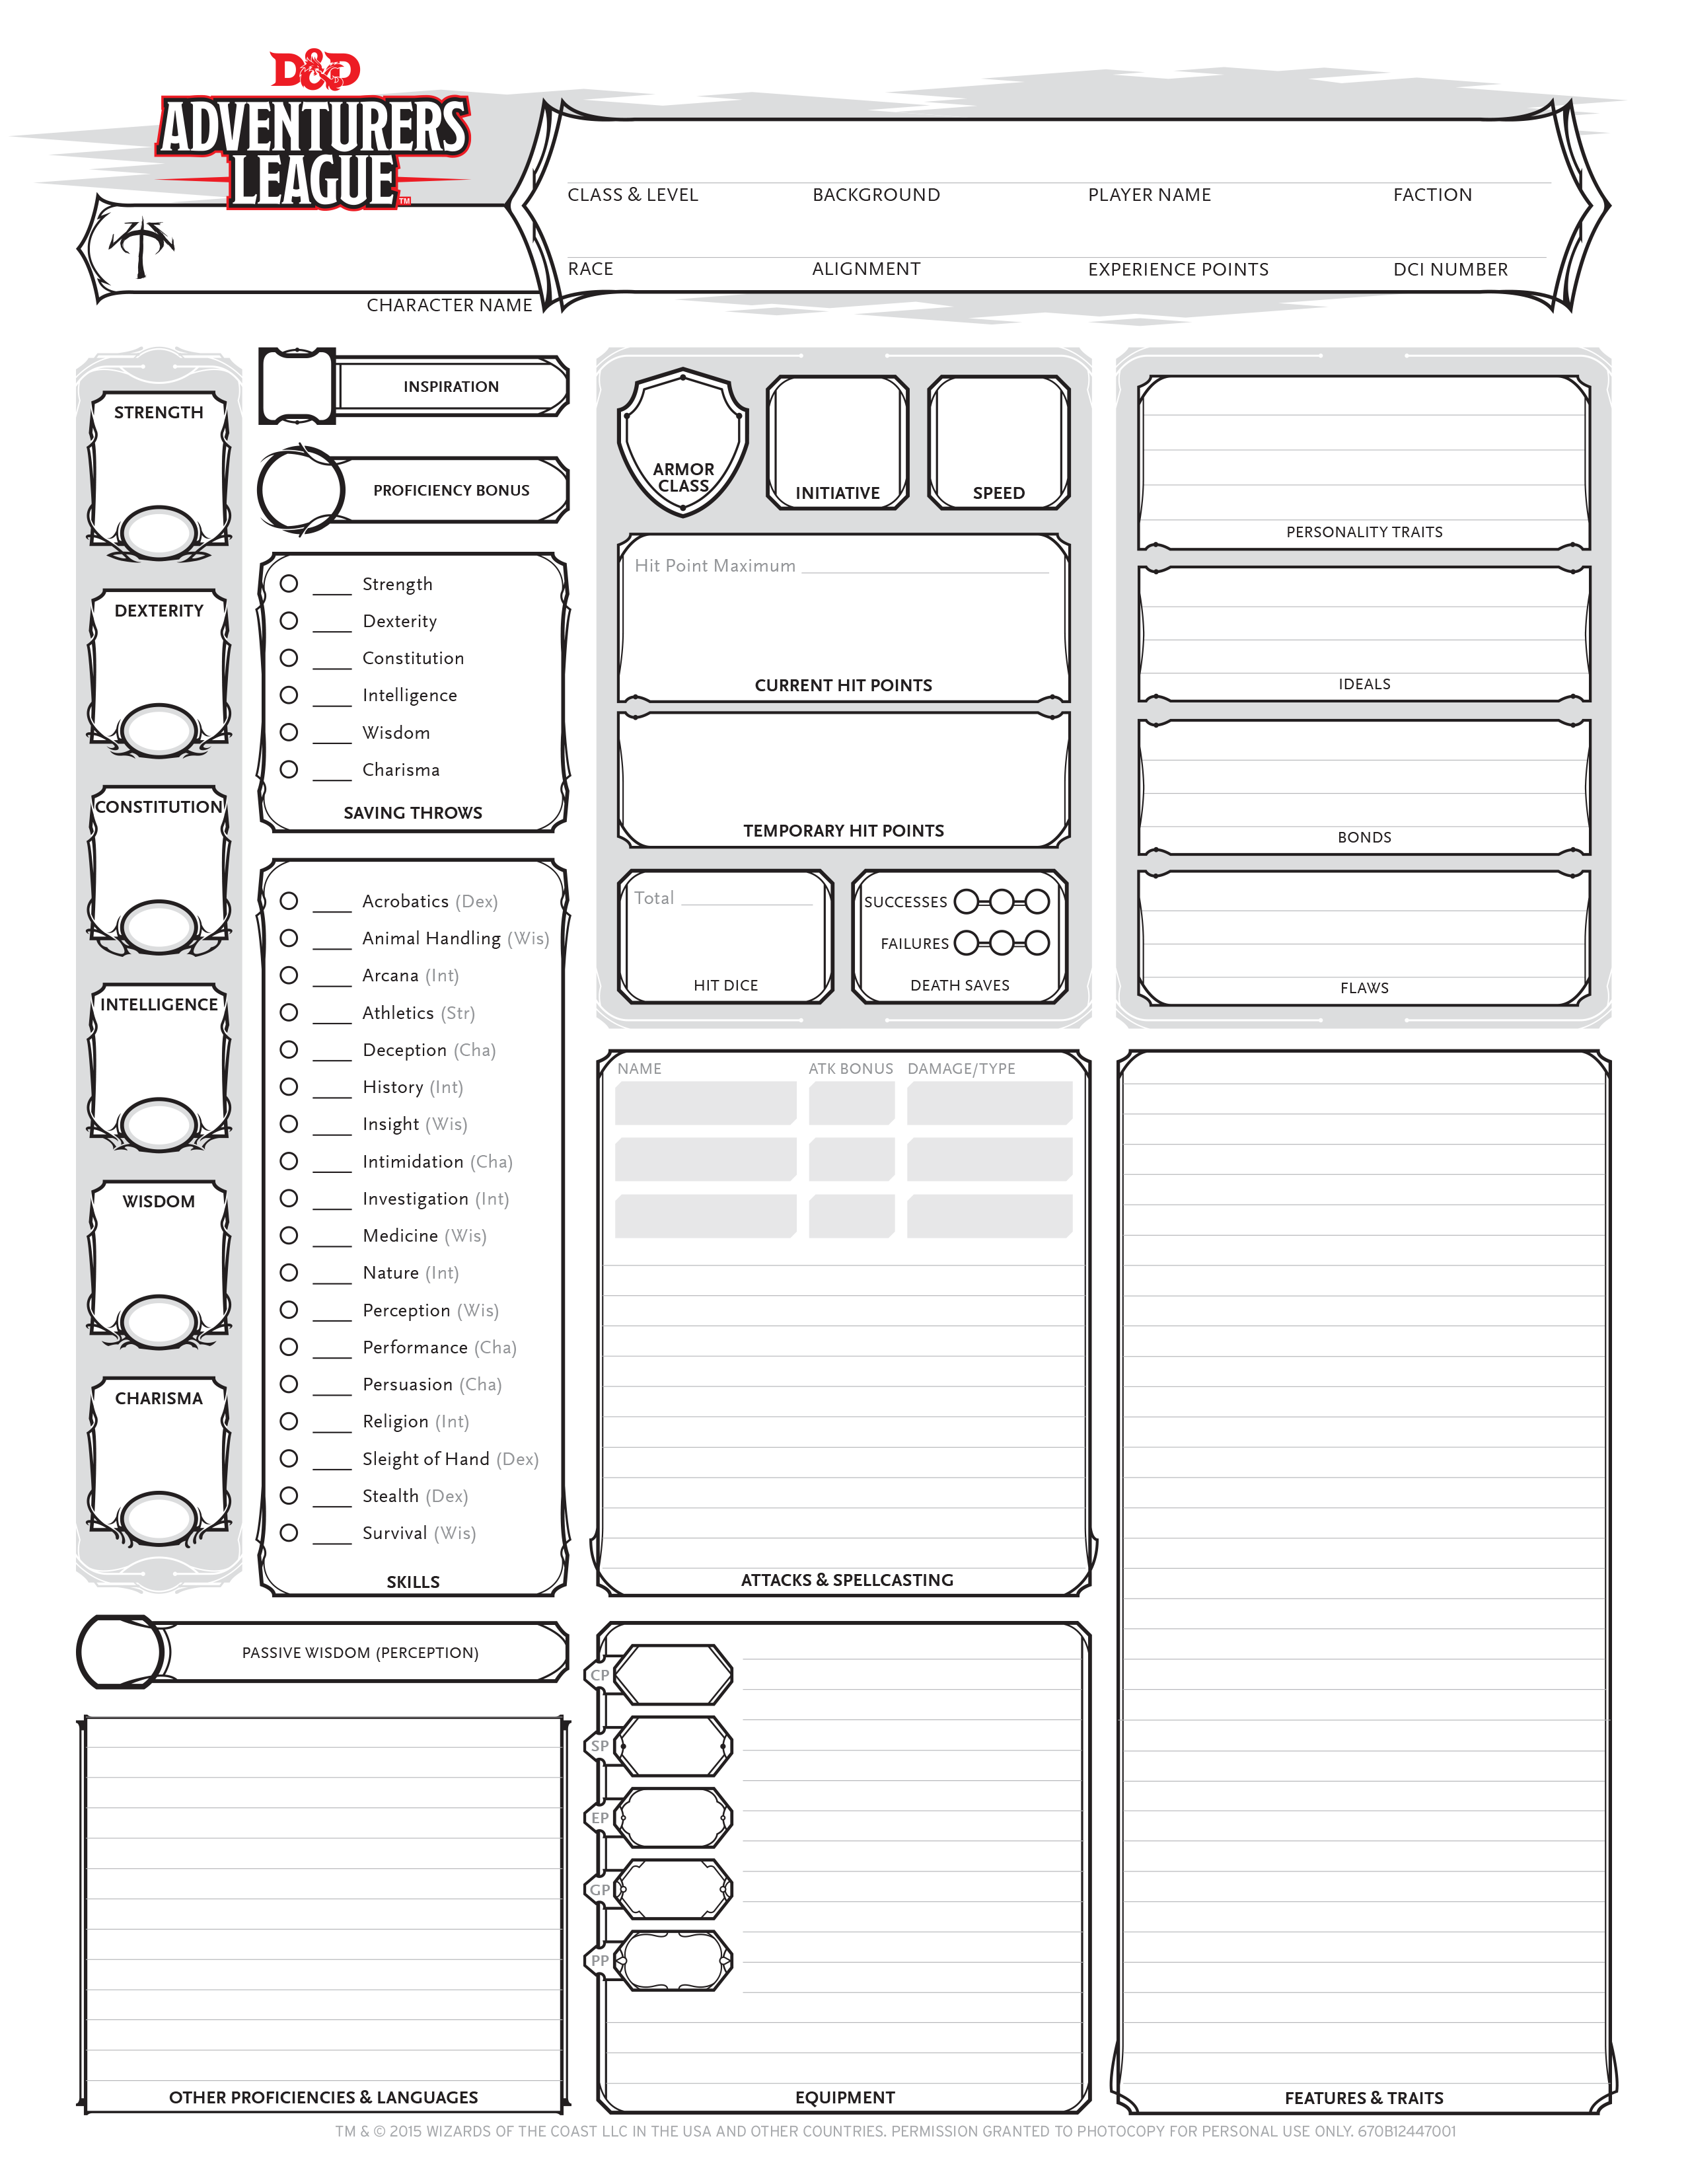 D&D
ADVENTURERS
LEAGUE TM
CLASS & LEVEL BACKGROUND PLAYER NAME FACTION
RACE ALIGNMENT EXPERIENCE POINTS DCI NUMBER
CHARACTER NAME
STRENGTH
DEXTERITY
CONSTITUTION
INTELLIGENCE
WISDOM
CHARISMA
INSPIRATION
PROFICIENCY BONUS
Strength
Dexterity
Constitution
Intelligence
Wisdom
Charisma
SAVING THROWS
Acrobatics (Dex)
Animal Handling (Wis)
Arcana (Int)
Athletics (Str)
Deception (Cha)
History (Int)
Insight (Wis)
Intimidation (Cha)
Investigation (Int)
Medicine (Wis)
Nature (Int)
Perception (Wis)
Performance (Cha)
Persuasion (Cha)
Religion (Int)
Sleight of Hand (Dex)
Stealth (Dex)
Survival (Wis)
SKILLS
PASSIVE WISDOM (PERCEPTION)
OTHER PROFICIENCIES & LANGUAGES
ARMOR
CLASS
INITIATIVE
SPEED
Hit Point Maximum
CURRENT HIT POINTS
TEMPORARY HIT POINTS
Total
HIT DICE
SUCCESSES
FAILURES
DEATH SAVES
NAME ATK BONUS DAMAGE/TYPE
ATTACKS & SPELLCASTING
CP
SP
EP
GP
PP
EQUIPMENT
PERSONALITY TRAITS
IDEALS
BONDS
FLAWS
FEATURES & TRAITS
TM & © 2015 WIZARDS OF THE COAST LLC IN THE USA AND OTHER COUNTRIES. PERMISSION GRANTED TO PHOTOCOPY FOR PERSONAL USE ONLY. 670B12447001